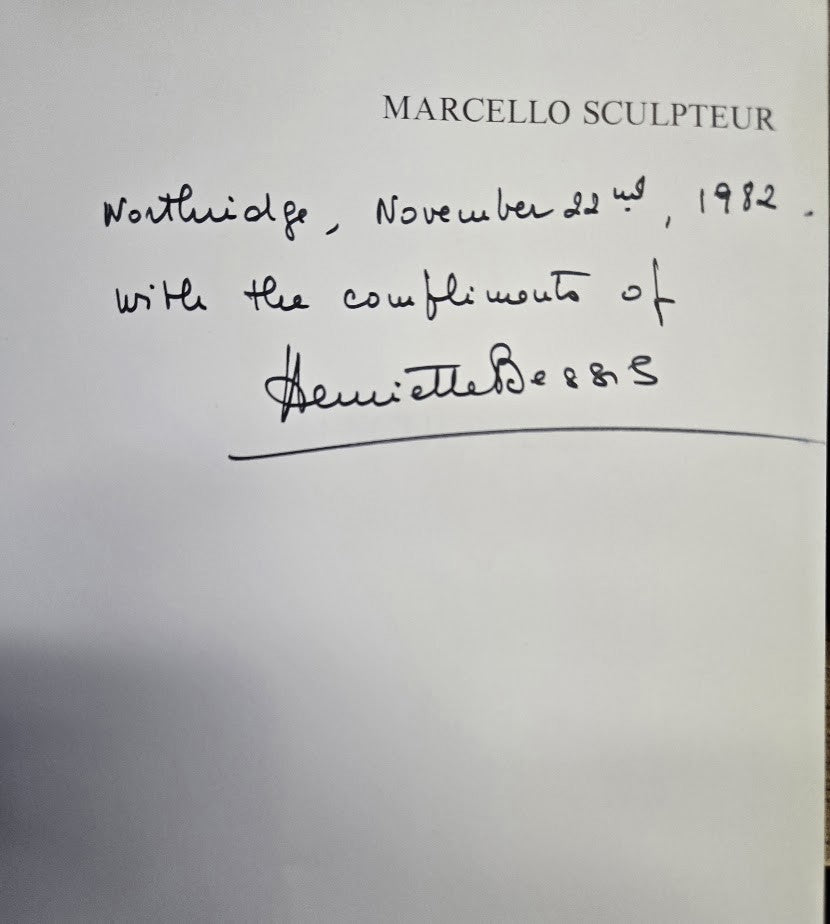 MARCELLO SCULPTEUR
Northridge, November 22nd, 1982.
with the compliments of
Henriette Bessis